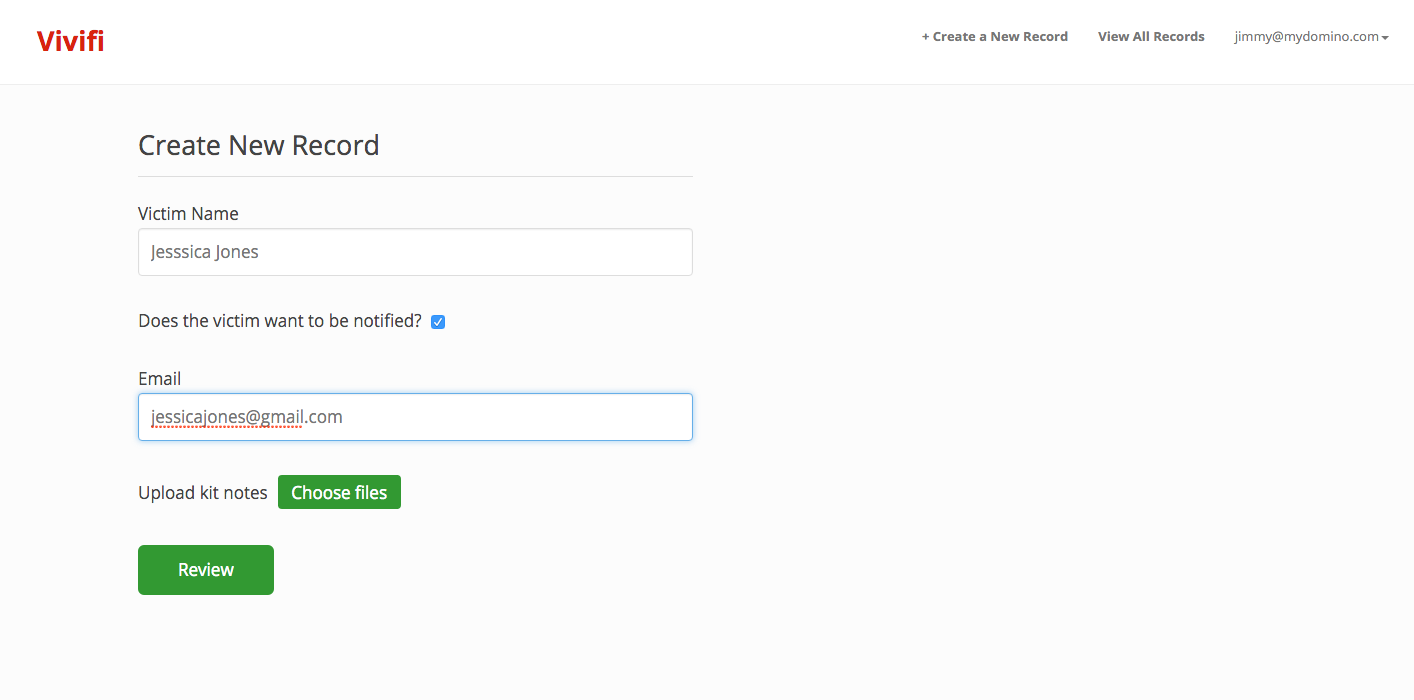 Vivifi
+ Create a New Record View All Records jimmy@mydomino.com
Create New Record
Victim Name
Jesssica Jones
Does the victim want to be notified?
Email
jessicajones@gmail.com
Upload kit notes Choose files
Review